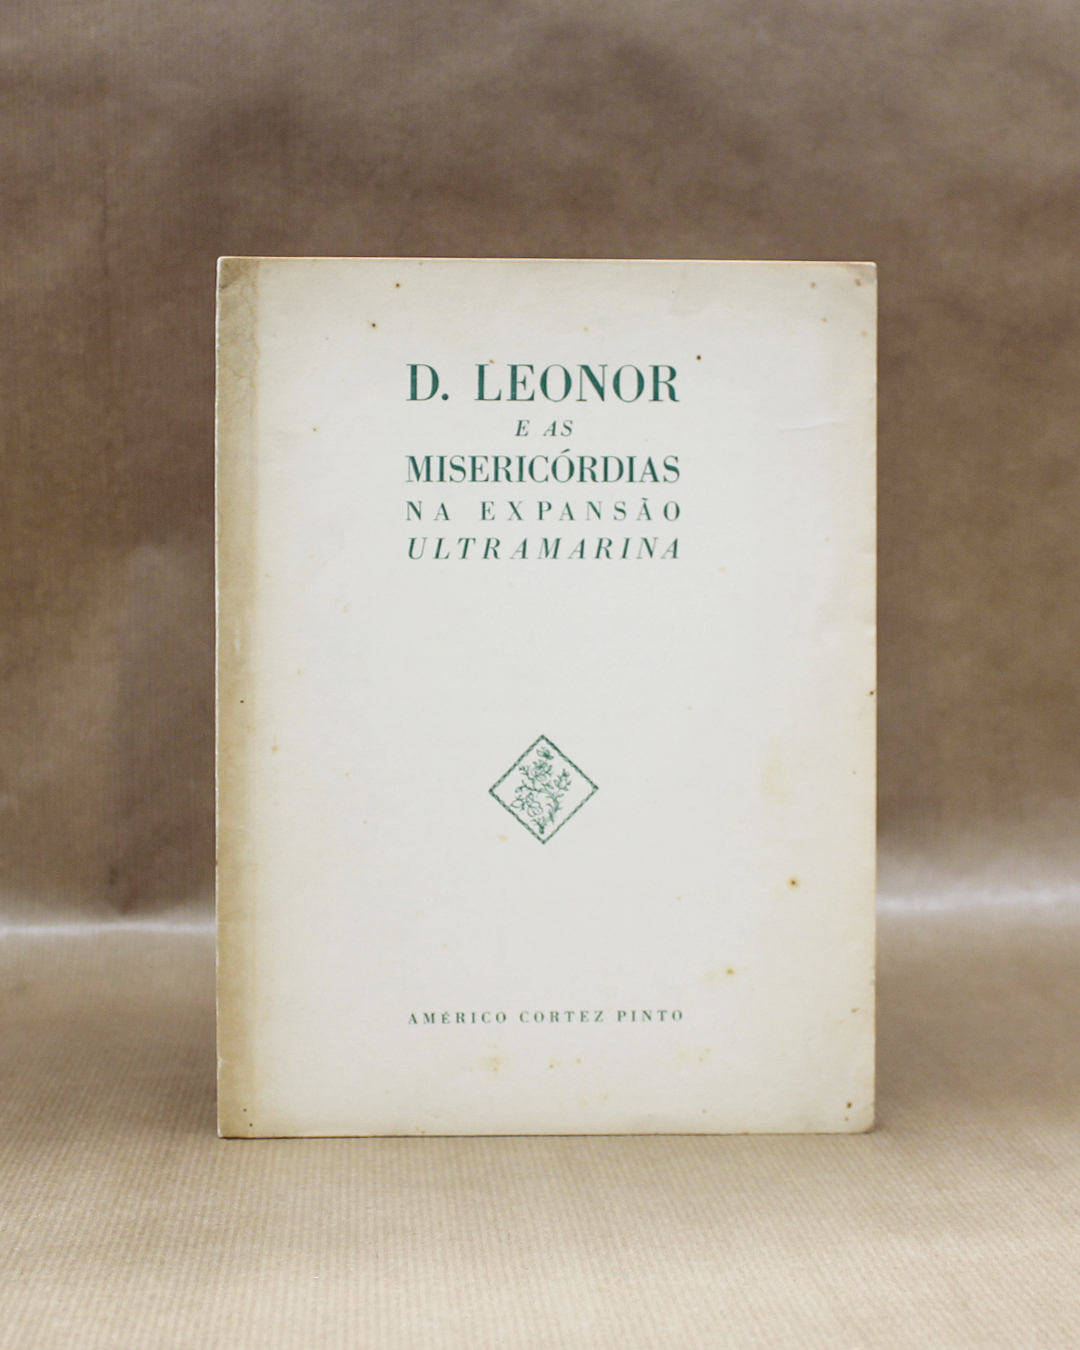 D. LEONOR
E AS
MISERICÓRDIAS
NA EXPANSÃO
ULTRAMARINA
AMÉRICO CORTEZ PINTO